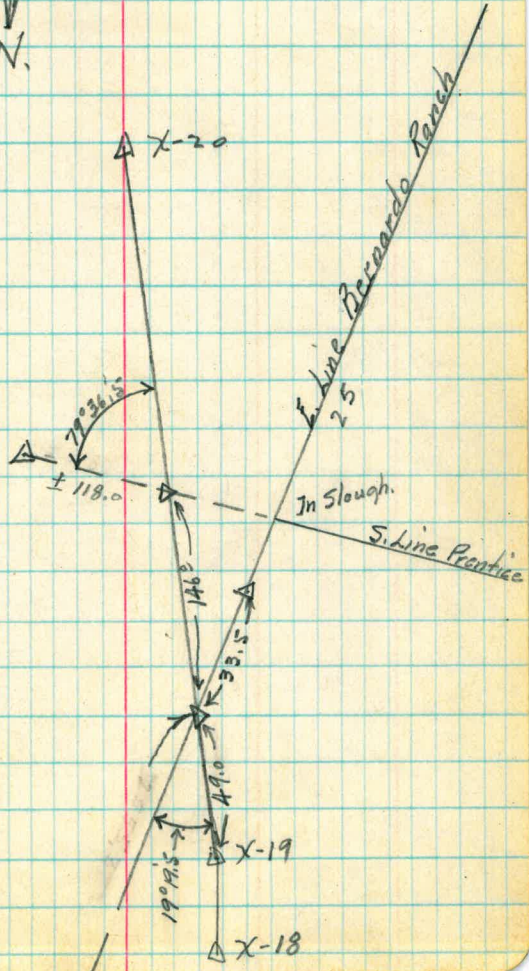 N.
X-20
E. Line Bernardo Ranch
25
79°36.5'
± 118.0
In Slough.
S. Line Prentice
146
33.5
49.0
19°19.5
X-19
X-18